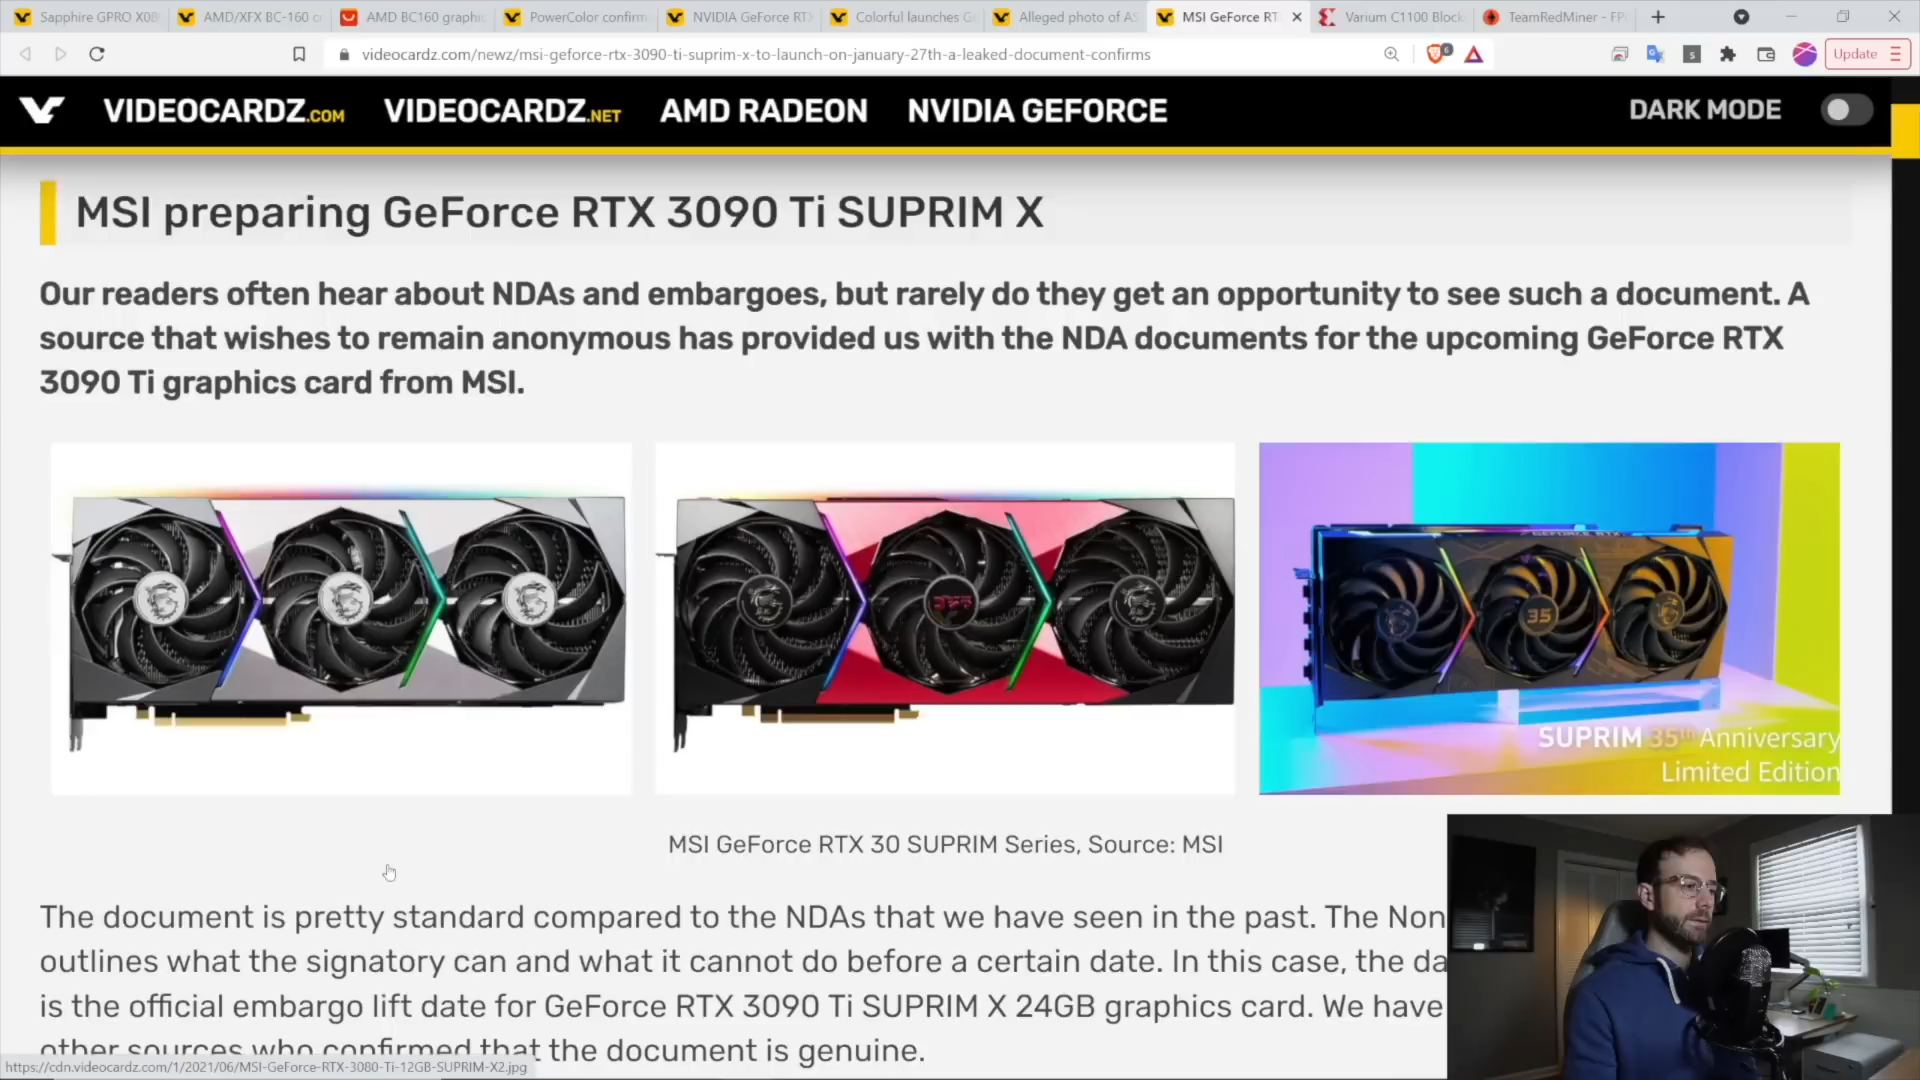 Sapphire GPRO X08
AMD/XFX BC-160 c
AMD BC160 graphi
PowerColor confirm
NVIDIA GeForce RTX
Colorful launches G
Alleged photo of AS
MSI GeForce RT
Varium C1100 Block
TeamRedMiner - FP
videocardz.com/newz/msi-geforce-rtx-3090-ti-suprim-x-to-launch-on-january-27th-a-leaked-document-confirms
6
S
Update
VIDEOCARDZ.COM
VIDEOCARDZ.NET
AMD RADEON
NVIDIA GEFORCE
DARK MODE
MSI preparing GeForce RTX 3090 Ti SUPRIM X
Our readers often hear about NDAs and embargoes, but rarely do they get an opportunity to see such a document. A
source that wishes to remain anonymous has provided us with the NDA documents for the upcoming GeForce RTX
3090 Ti graphics card from MSI.
GEFORCE RTX
35
SUPRIM 35th Anniversary
Limited Edition
MSI GeForce RTX 30 SUPRIM Series, Source: MSI
The document is pretty standard compared to the NDAs that we have seen in the past. The Non
outlines what the signatory can and what it cannot do before a certain date. In this case, the da
is the official embargo lift date for GeForce RTX 3090 Ti SUPRIM X 24GB graphics card. We have
other sources who confirmed that the document is genuine.
https://cdn.videocardz.com/1/2021/06/MSI-GeForce-RTX-3080-Ti-12GB-SUPRIM-X2.jpg